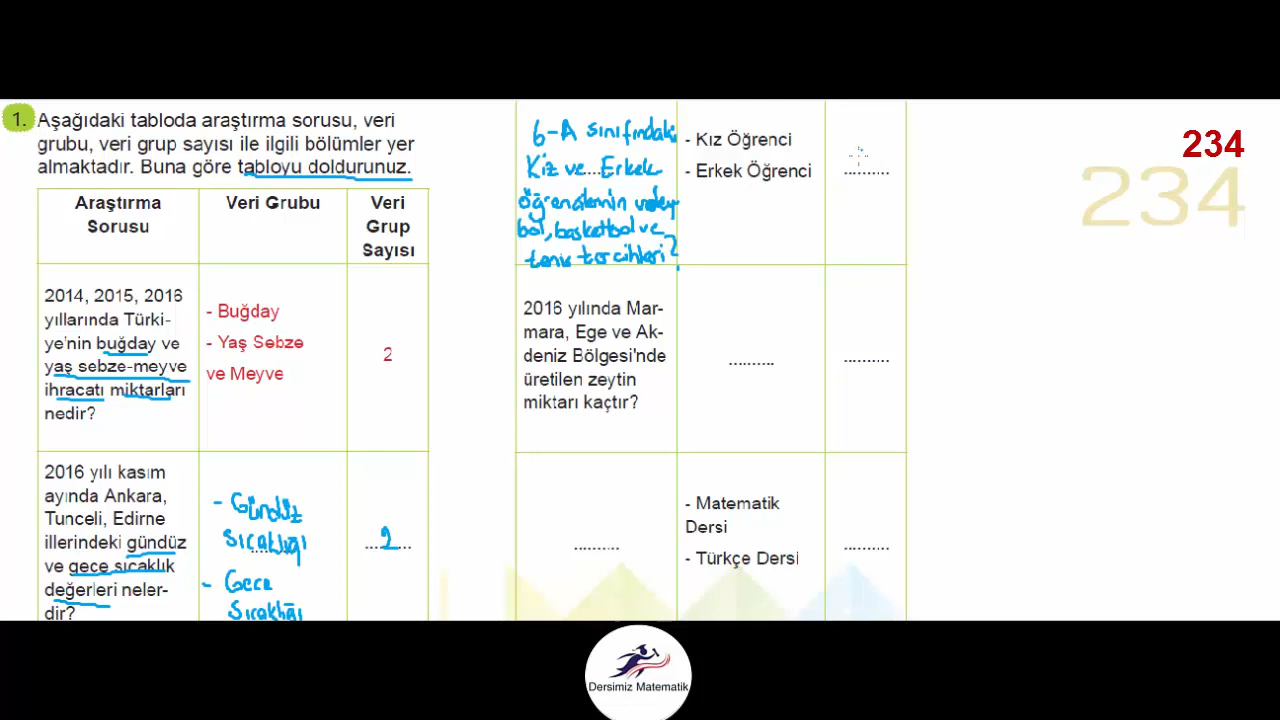 1. Aşağıdaki tabloda araştırma sorusu, veri
grubu, veri grup sayısı ile ilgili bölümler yer
almaktadır. Buna göre tabloyu doldurunuz.
Araştırma
Sorusu
Veri Grubu
Veri
Grup
Sayısı
2014, 2015, 2016
yıllarında Türki-
ye'nin buğday ve
yaş sebze-meyve
ihracatı miktarları
nedir?
- Buğday
- Yaş Sebze
ve Meyve
2
2016 yılı kasım
ayında Ankara,
Tunceli, Edirne
illerindeki gündüz
ve gece sıcaklık
değerleri neler-
dir?
- Gündüz
Sıcaklığı
- Gece
Sıcaklığı
2
6-A sınıfındaki
Kız ve Erkek
öğrencilerinin voley
bol, basketbol ve
tenis tercihleri?
- Kız Öğrenci
- Erkek Öğrenci
..........
2016 yılında Mar-
mara, Ege ve Ak-
deniz Bölgesi'nde
üretilen zeytin
miktarı kaçtır?
..........
..........
..........
- Matematik
Dersi
- Türkçe Dersi
..........
234
234
Dersimiz Matematik